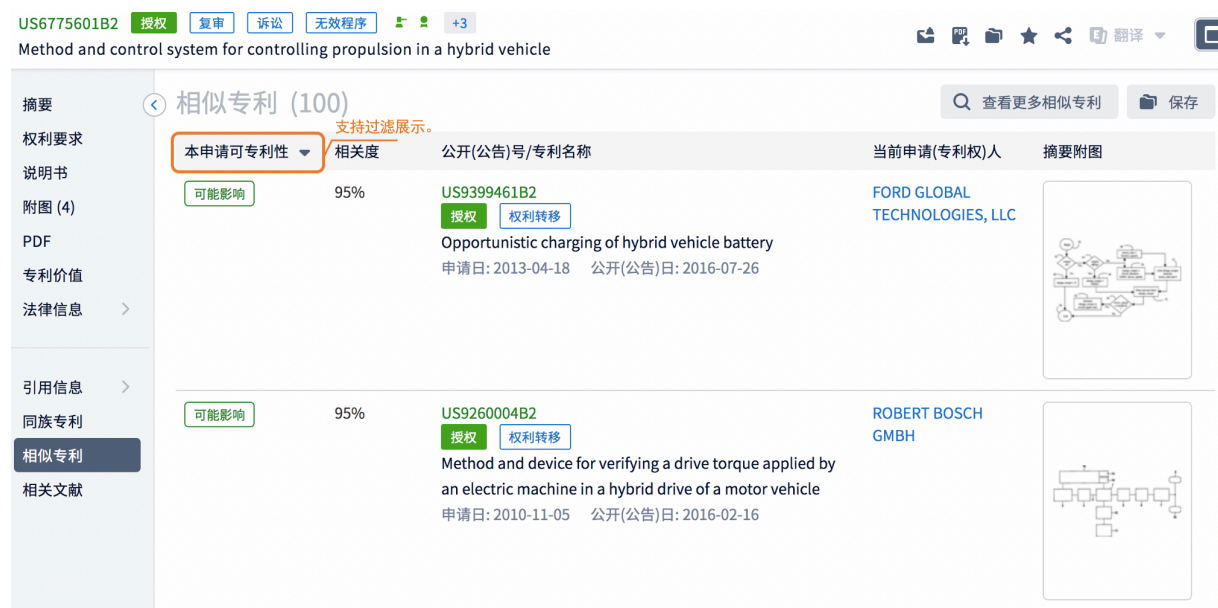 US6775601B2 授权 复审 诉讼 无效程序 +3
Method and control system for controlling propulsion in a hybrid vehicle
翻译
摘要
权利要求
说明书
附图 (4)
PDF
专利价值
法律信息
引用信息
同族专利
相似专利
相关文献
相似专利 (100)
查看更多相似专利
保存
支持过滤展示。
本申请可专利性 相关度 公开(公告)号/专利名称 当前申请(专利权)人 摘要附图
可能影响 95% US9399461B2 FORD GLOBAL
授权 权利转移 TECHNOLOGIES, LLC
Opportunistic charging of hybrid vehicle battery
申请日: 2013-04-18 公开(公告)日: 2016-07-26
可能影响 95% US9260004B2 ROBERT BOSCH
授权 权利转移 GMBH
Method and device for verifying a drive torque applied by
an electric machine in a hybrid drive of a motor vehicle
申请日: 2010-11-05 公开(公告)日: 2016-02-16